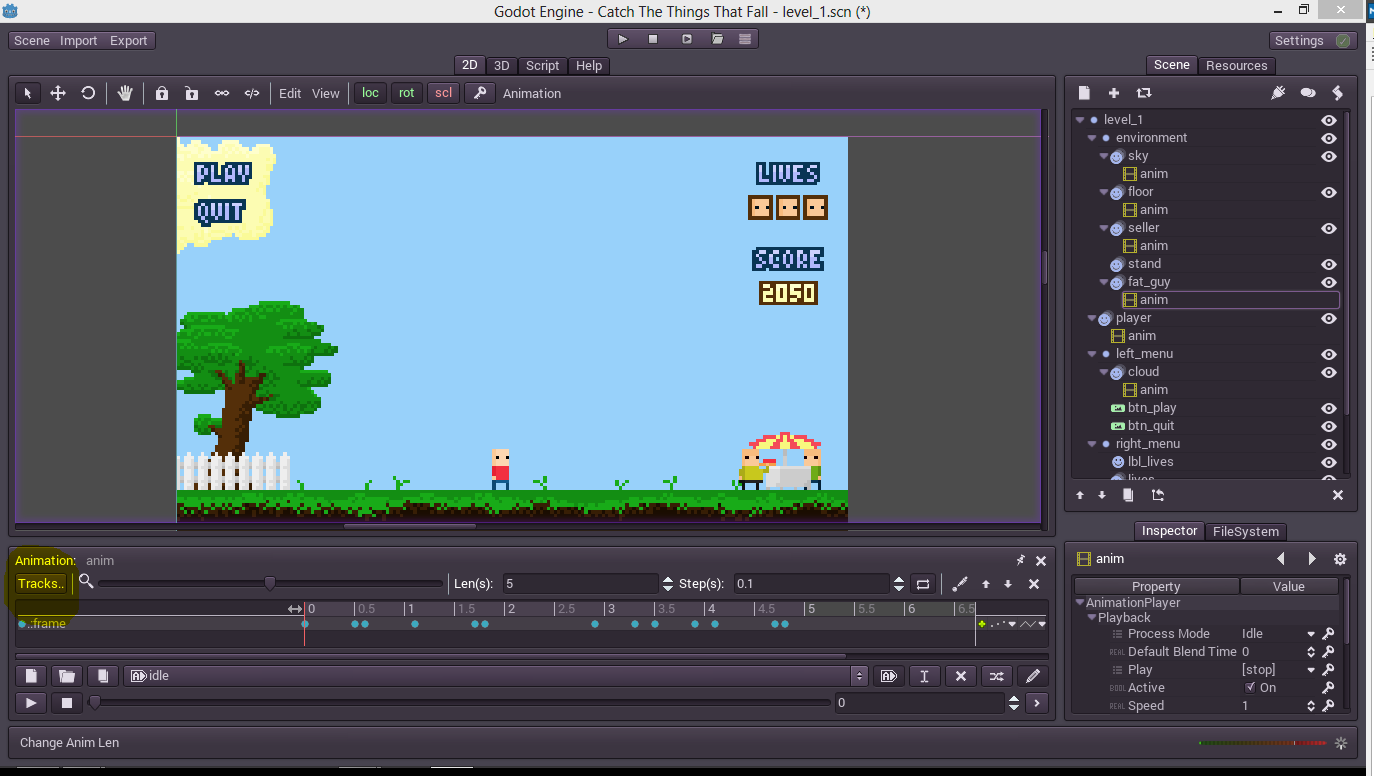 Godot Engine - Catch The Things That Fall - level_1.scn (*)
Scene Import Export
Settings
2D 3D Script Help
Edit View loc rot scl Animation
PLAY
QUIT
LIVES
SCORE
2050
Scene Resources
level_1
environment
sky
anim
floor
anim
seller
anim
stand
fat_guy
anim
player
anim
left_menu
cloud
anim
btn_play
btn_quit
right_menu
lbl_lives
lives
Animation: anim
Tracks.. Len(s): 5 Step(s): 0.1
0 0.5 1 1.5 2 2.5 3 3.5 4 4.5 5 5.5 6 6.5
..:frame
idle
0
Change Anim Len
Inspector FileSystem
anim
Property Value
AnimationPlayer
Playback
Process Mode Idle
REAL Default Blend Time 0
Play [stop]
BOOL Active On
REAL Speed 1